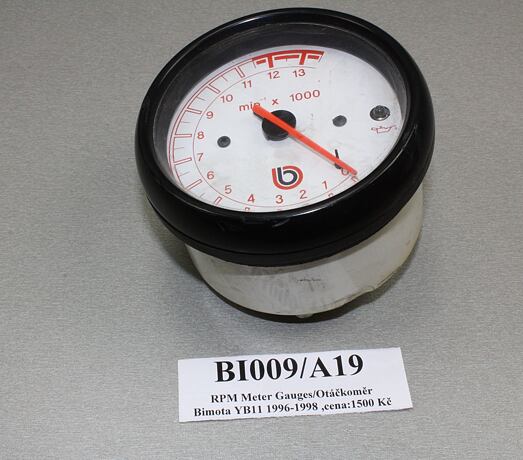 10 11 12 13
9
8
7
6
5
4
3
2
1
0
min⁻¹ x 1000
b
BI009/A19
RPM Meter Gauges/Otáčkoměr
Bimota YB11 1996-1998 ,cena:1500 Kč